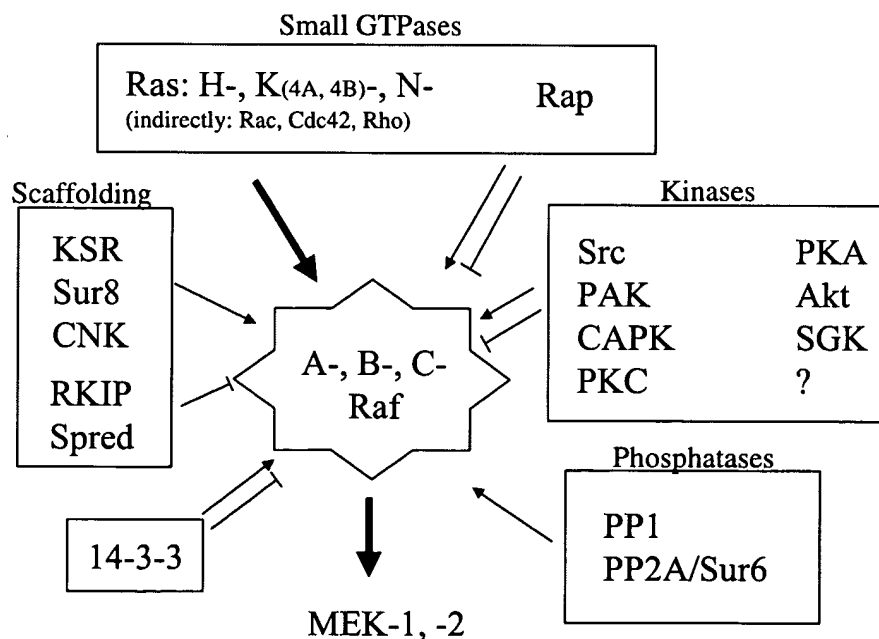 Small GTPases
Ras: H-, K(4A, 4B)-, N-
(indirectly: Rac, Cdc42, Rho)
Rap
Scaffolding
KSR
Sur8
CNK
RKIP
Spred
Kinases
Src PKA
PAK Akt
CAPK SGK
PKC ?
A-, B-, C-
Raf
14-3-3
Phosphatases
PP1
PP2A/Sur6
MEK-1, -2